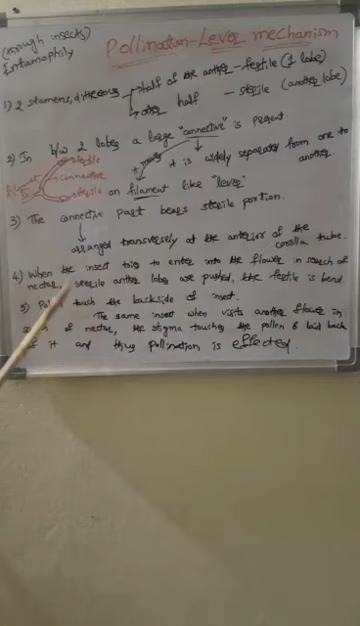 (through insects)
Entamophily
Pollination-Lever mechanism
1) 2 stamens, dithecous → half of the anther - fertile (1 lobe)
→ other half - sterile (another lobe)
2) In b/w 2 lobes a large "connective" is present
it is widely separates from one to another.
sterile
connective
on filament like "lever"
3) The connective part bears sterile portion.
arranged transversely at the anterior of the corolla tube.
4) When the insect tries to enter into the flower in search of
nectar, sterile anther lobes are pushed, the fertile is bend
5) touch the backside of insect.
The same insect when visits another flower in
of nectar, the stigma touches the pollen & laid back
of it and thus pollination is effected.